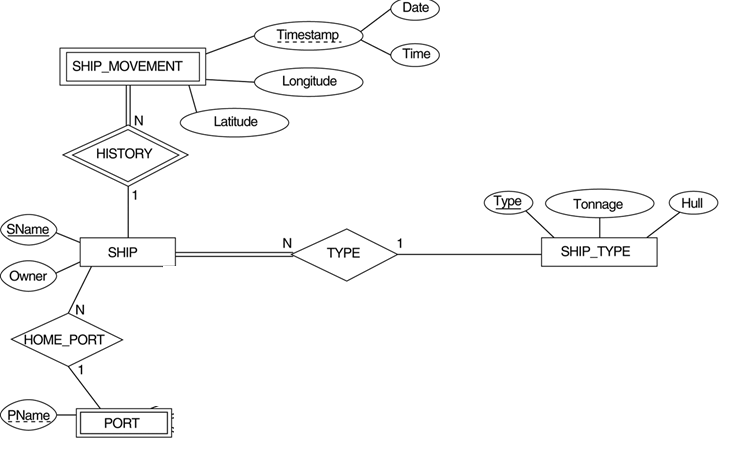 Date
Timestamp
Time
SHIP_MOVEMENT
Longitude
Latitude
N
HISTORY
1
Type
Tonnage
Hull
SName
SHIP
N
TYPE
1
SHIP_TYPE
Owner
N
HOME_PORT
1
PName
PORT